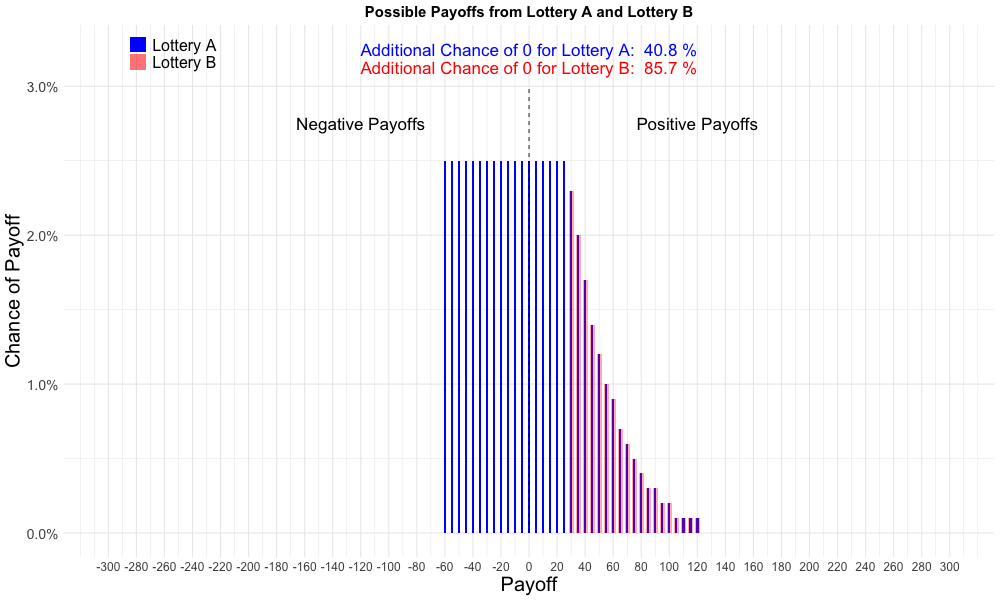 Possible Payoffs from Lottery A and Lottery B
Lottery A
Lottery B
Additional Chance of 0 for Lottery A: 40.8 %
Additional Chance of 0 for Lottery B: 85.7 %
Negative Payoffs
Positive Payoffs
Chance of Payoff
3.0%
2.0%
1.0%
0.0%
-300 -280 -260 -240 -220 -200 -180 -160 -140 -120 -100 -80 -60 -40 -20 0 20 40 60 80 100 120 140 160 180 200 220 240 260 280 300
Payoff